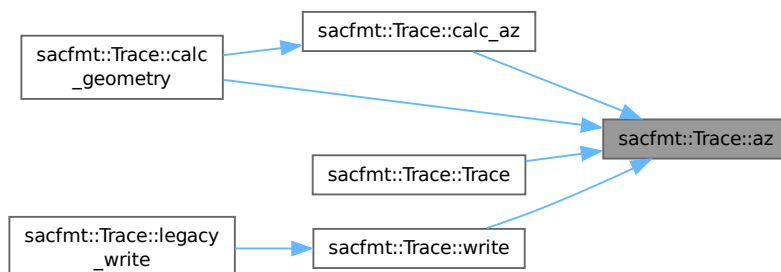 sacfmt::Trace::calc
_geometry
sacfmt::Trace::calc_az
sacfmt::Trace::az
sacfmt::Trace::Trace
sacfmt::Trace::legacy
_write
sacfmt::Trace::write